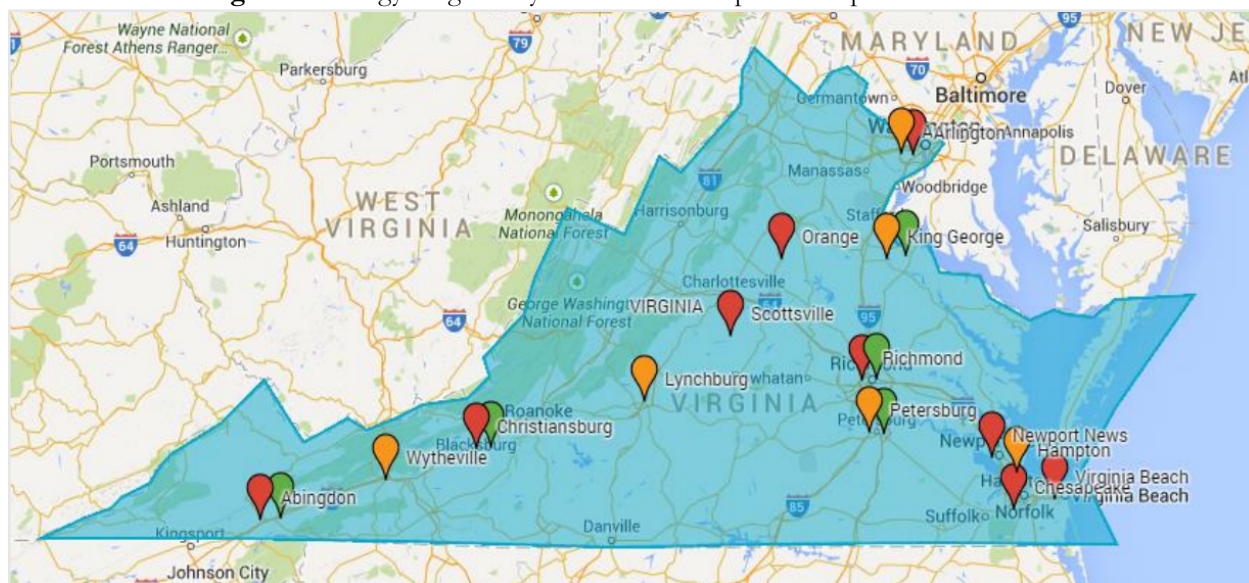 Wayne National
Forest Athens Ranger...
79
95
MARYLAND
NEW JE
Parkersburg
70
Germantown
Baltimore
Dover
Arlington
Annapolis
Portsmouth
81
Manassas
DELAWARE
WEST
VIRGINIA
Woodbridge
Ashland
Huntington
64
Monongahela
National Forest
Harrisonburg
Orange
King George
Salisbury
Charlottesville
George Washingt
National Forest
VIRGINIA
64
Scottsville
64
95
Richmond
Lynchburg
VIRGINIA
Roanoke
Christiansburg
Blacksburg
Petersburg
Newport News
Hampton
Wytheville
Virginia Beach
Chesapeake
Virginia Beach
Abingdon
85
Suffolk
Norfolk
Danville
Kingsport
Johnson City